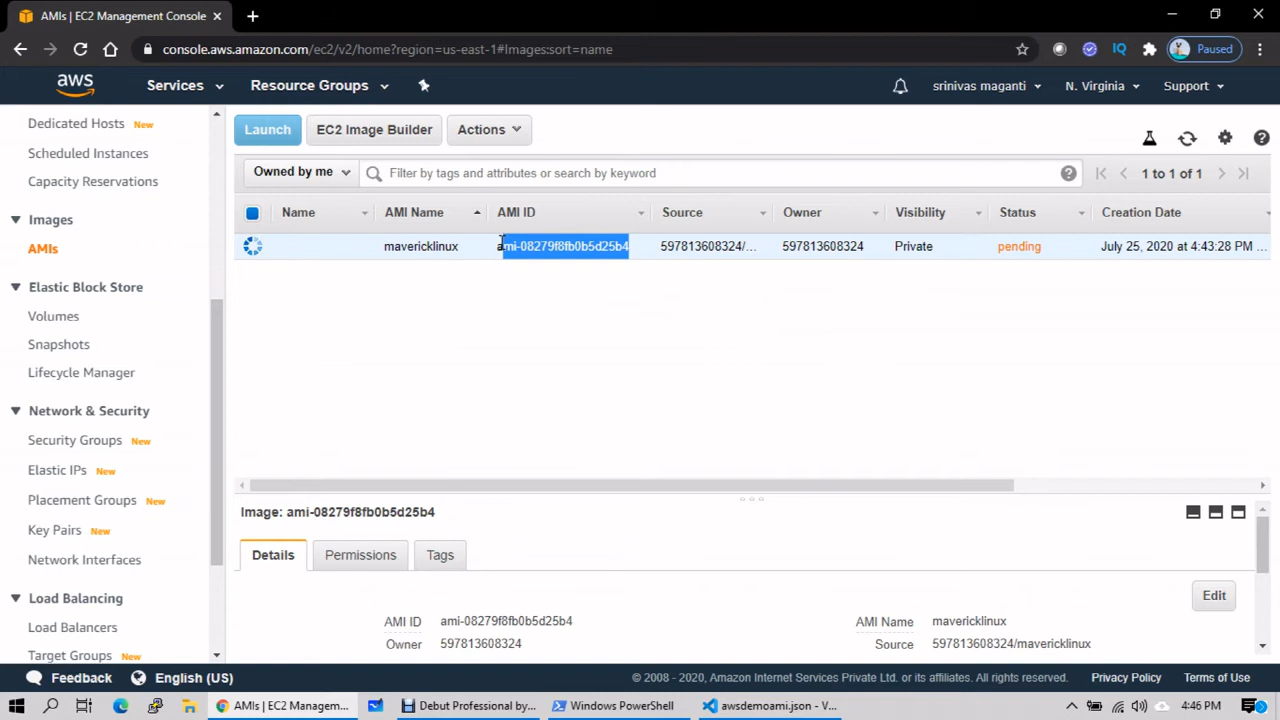 AMIs | EC2 Management Console
console.aws.amazon.com/ec2/v2/home?region=us-east-1#Images:sort=name
IQ
Paused
aws
Services
Resource Groups
srinivas maganti
N. Virginia
Support
Dedicated Hosts New
Scheduled Instances
Capacity Reservations
Images
AMIs
Elastic Block Store
Volumes
Snapshots
Lifecycle Manager
Network & Security
Security Groups New
Elastic IPs New
Placement Groups New
Key Pairs New
Network Interfaces
Load Balancing
Load Balancers
Target Groups New
Launch
EC2 Image Builder
Actions
Owned by me
Filter by tags and attributes or search by keyword
1 to 1 of 1
Name AMI Name AMI ID Source Owner Visibility Status Creation Date
mavericklinux ami-08279f8fb0b5d25b4 597813608324/... 597813608324 Private pending July 25, 2020 at 4:43:28 PM ...
Image: ami-08279f8fb0b5d25b4
Details
Permissions
Tags
Edit
AMI ID ami-08279f8fb0b5d25b4
AMI Name mavericklinux
Owner 597813608324
Source 597813608324/mavericklinux
Feedback
English (US)
© 2008 - 2020, Amazon Internet Services Private Ltd. or its affiliates. All rights reserved.
Privacy Policy
Terms of Use
AMIs | EC2 Managem...
Debut Professional by...
Windows PowerShell
awsdemoami.json - V...
4:46 PM